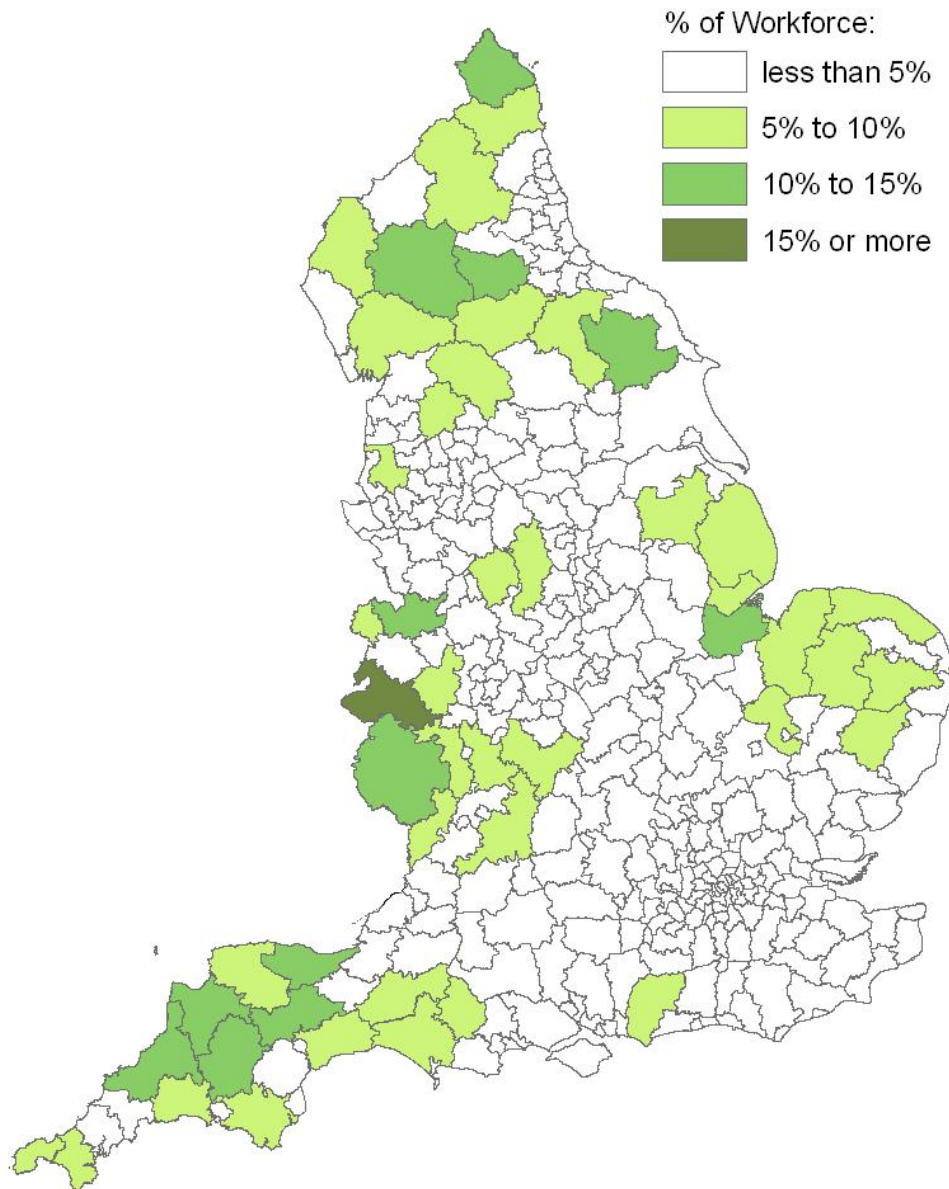 % of Workforce:
less than 5%
5% to 10%
10% to 15%
15% or more